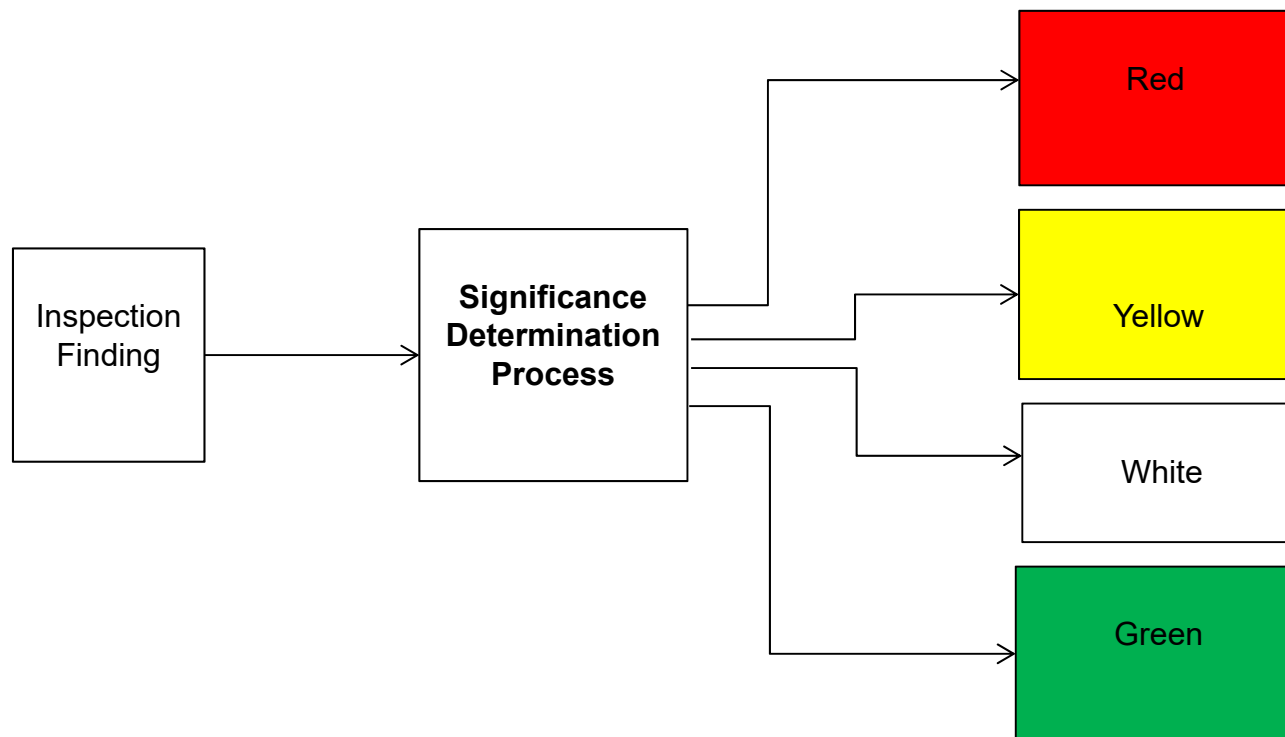 Inspection
Finding
Significance
Determination
Process
Red
Yellow
White
Green